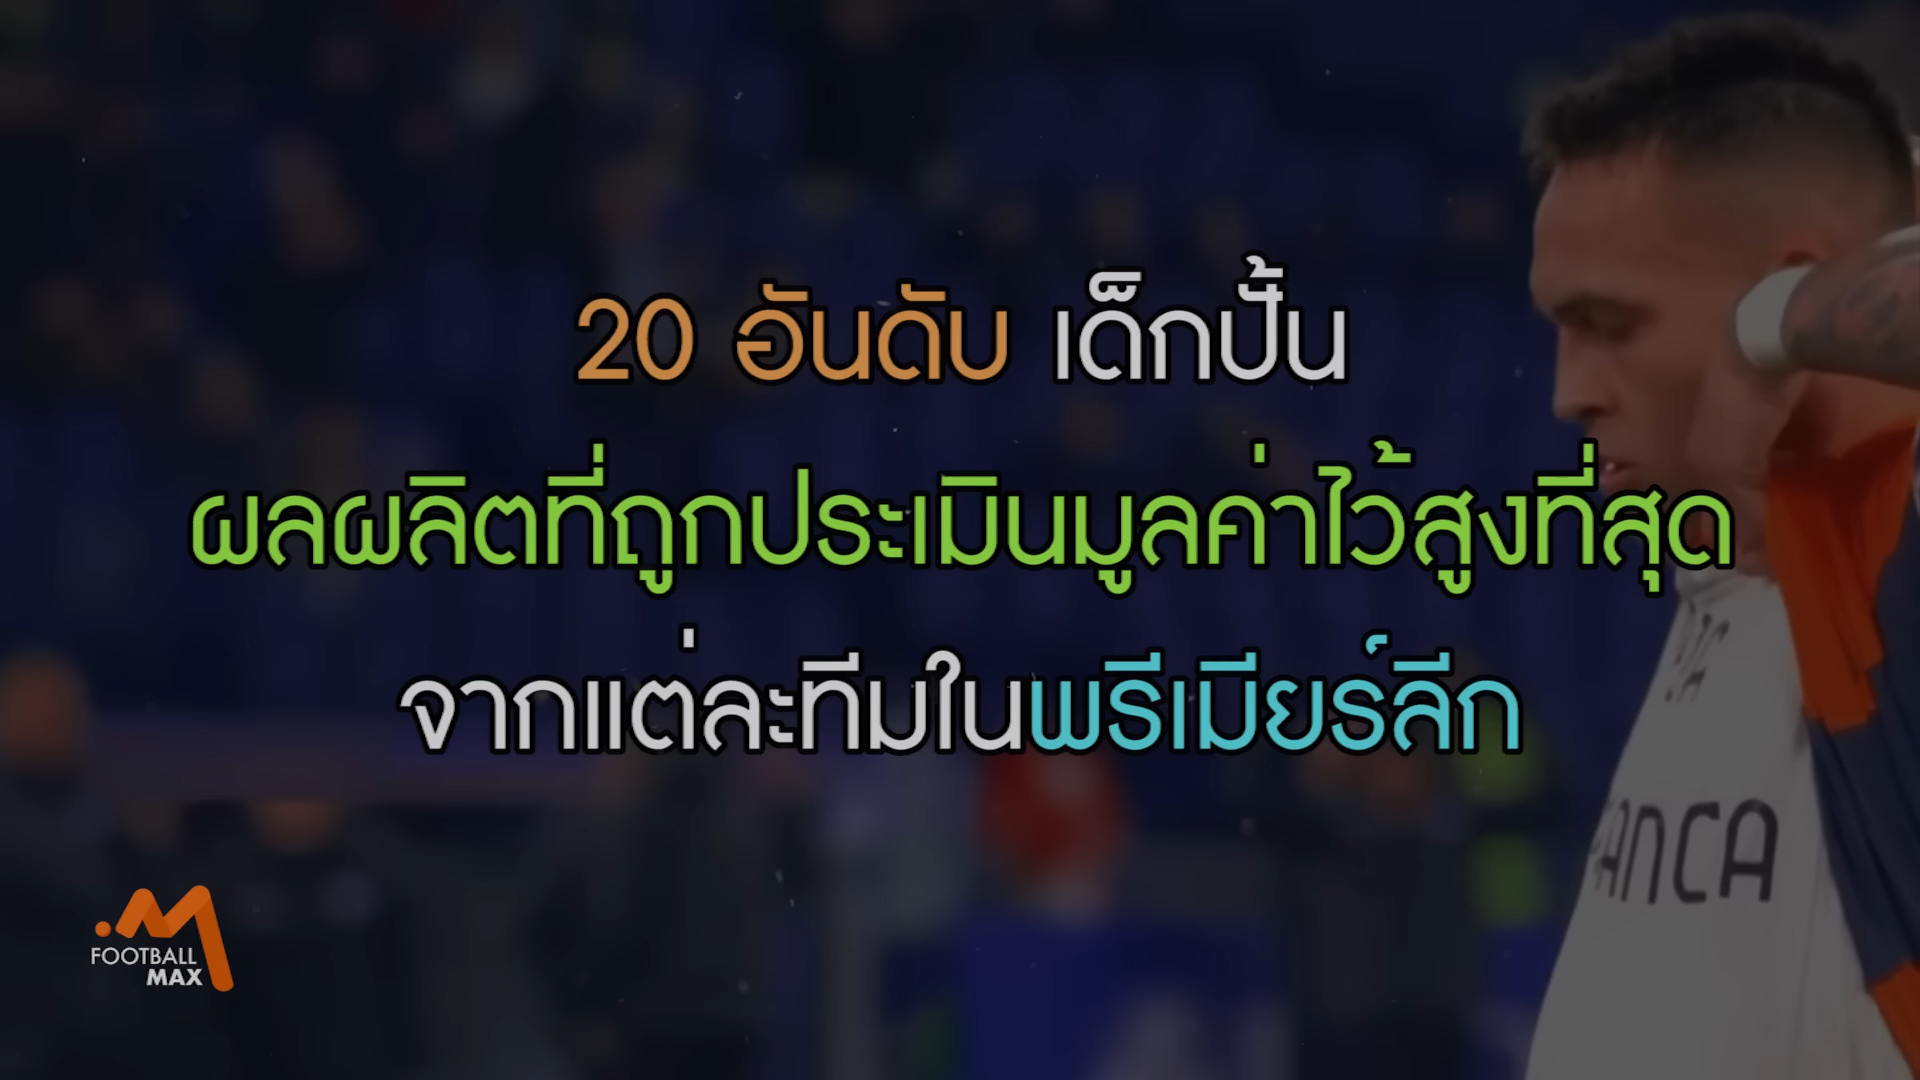 20 อันดับ เด็กปั้น
ผลผลิตที่ถูกประเมินมูลค่าไว้สูงที่สุด
จากแต่ละทีมในพรีเมียร์ลีก
ANCA
FOOTBALL
MAX